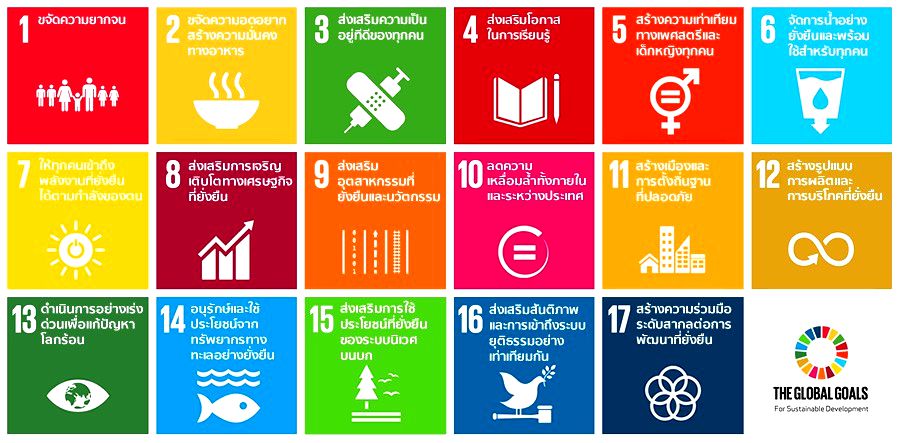 1 ขจัดความยากจน
2 ขจัดความอดอยาก
สร้างความมั่นคง
ทางอาหาร
3 ส่งเสริมความเป็น
อยู่ที่ดีของทุกคน
4 ส่งเสริมโอกาส
ในการเรียนรู้
5 สร้างความเท่าเทียม
ทางเพศสตรีและ
เด็กหญิงทุกคน
6 จัดการน้ำอย่าง
ยั่งยืนและพร้อม
ใช้สำหรับทุกคน
7 ให้ทุกคนเข้าถึง
พลังงานที่ยั่งยืน
ได้ตามกำลังของตน
8 ส่งเสริมการเจริญ
เติบโตทางเศรษฐกิจ
ที่ยั่งยืน
9 ส่งเสริม
อุตสาหกรรมที่
ยั่งยืนและนวัตกรรม
10 ลดความ
เหลื่อมล้ำทั้งภายใน
และระหว่างประเทศ
11 สร้างเมืองและ
การตั้งถิ่นฐาน
ที่ปลอดภัย
12 สร้างรูปแบบ
การผลิตและ
การบริโภคที่ยั่งยืน
13 ดำเนินการอย่างเร่ง
ด่วนเพื่อแก้ปัญหา
โลกร้อน
14 อนุรักษ์และใช้
ประโยชน์จาก
ทรัพยากรทาง
ทะเลอย่างยั่งยืน
15 ส่งเสริมการใช้
ประโยชน์ที่ยั่งยืน
ของระบบนิเวศ
บนบก
16 ส่งเสริมสันติภาพ
และการเข้าถึงระบบ
ยุติธรรมอย่าง
เท่าเทียมกัน
17 สร้างความร่วมมือ
ระดับสากลต่อการ
พัฒนาที่ยั่งยืน
THE GLOBAL GOALS
For Sustainable Development